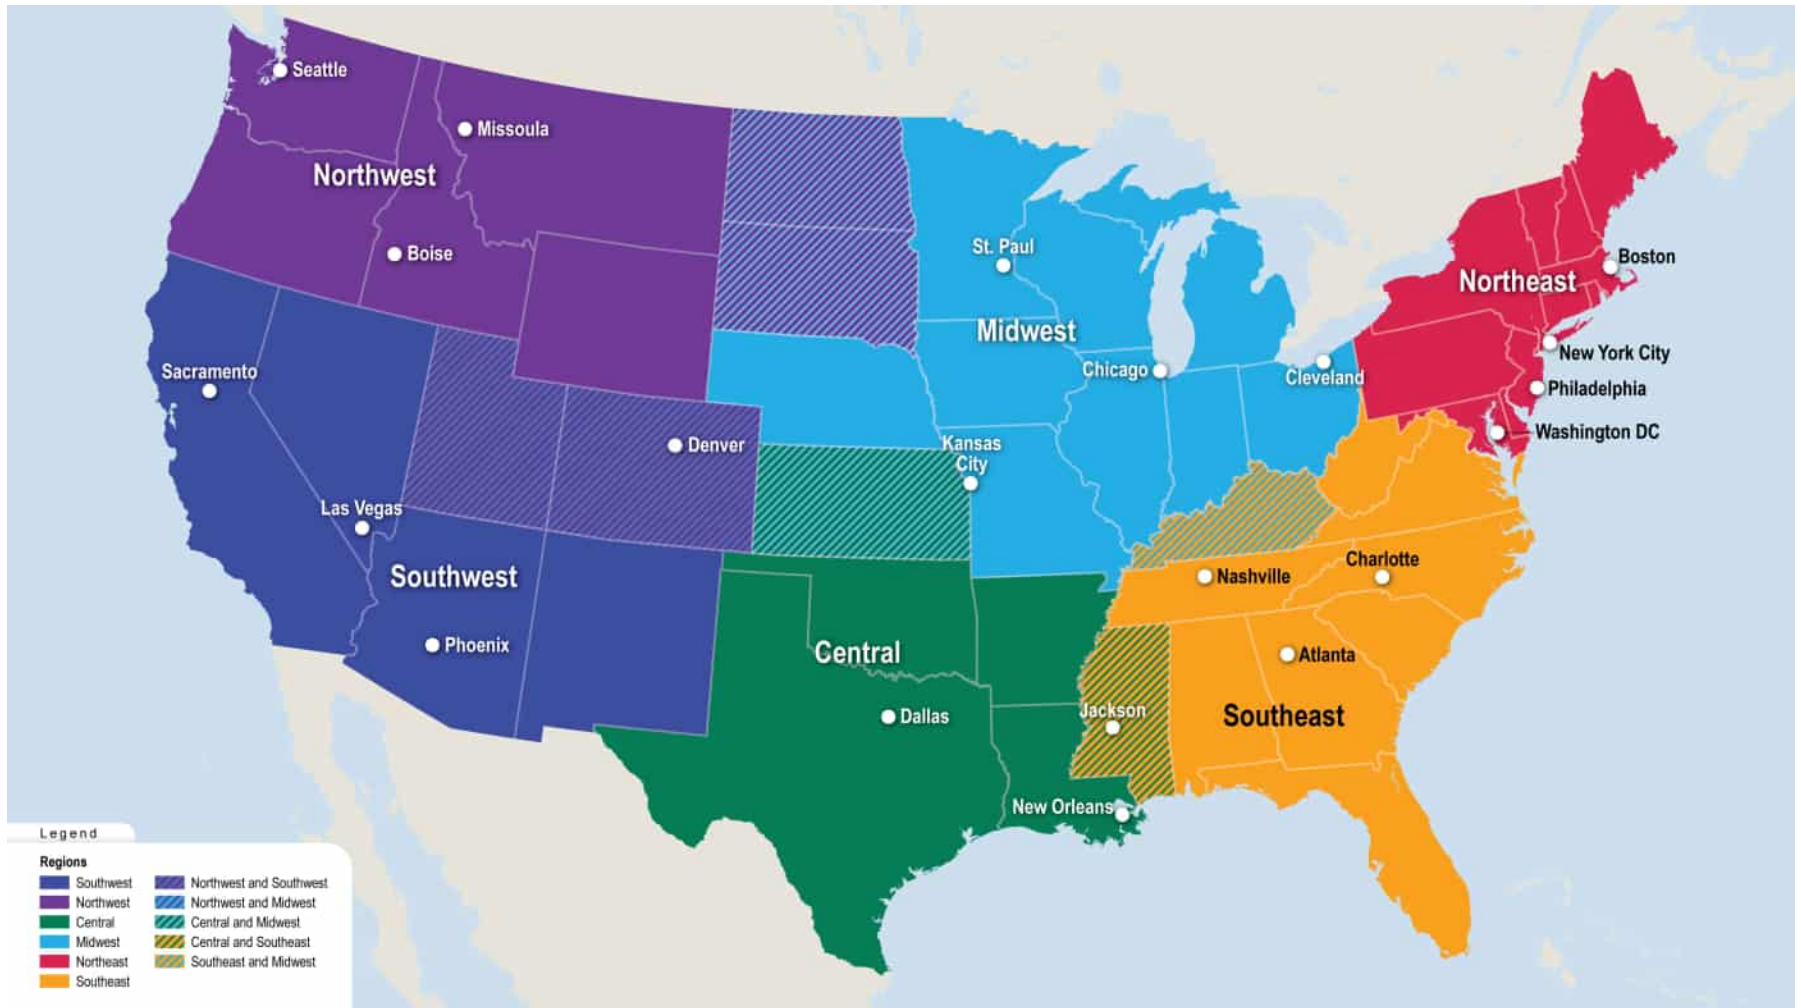 Seattle
Missoula
Northwest
Boise
St. Paul
Boston
Northeast
Midwest
New York City
Sacramento
Chicago
Cleveland
Philadelphia
Washington DC
Denver
Kansas
City
Las Vegas
Charlotte
Southwest
Nashville
Phoenix
Central
Atlanta
Jackson
Dallas
Southeast
New Orleans
Legend
Regions
Southwest
Northwest
Central
Midwest
Northeast
Southeast
Northwest and Southwest
Northwest and Midwest
Central and Midwest
Central and Southeast
Southeast and Midwest